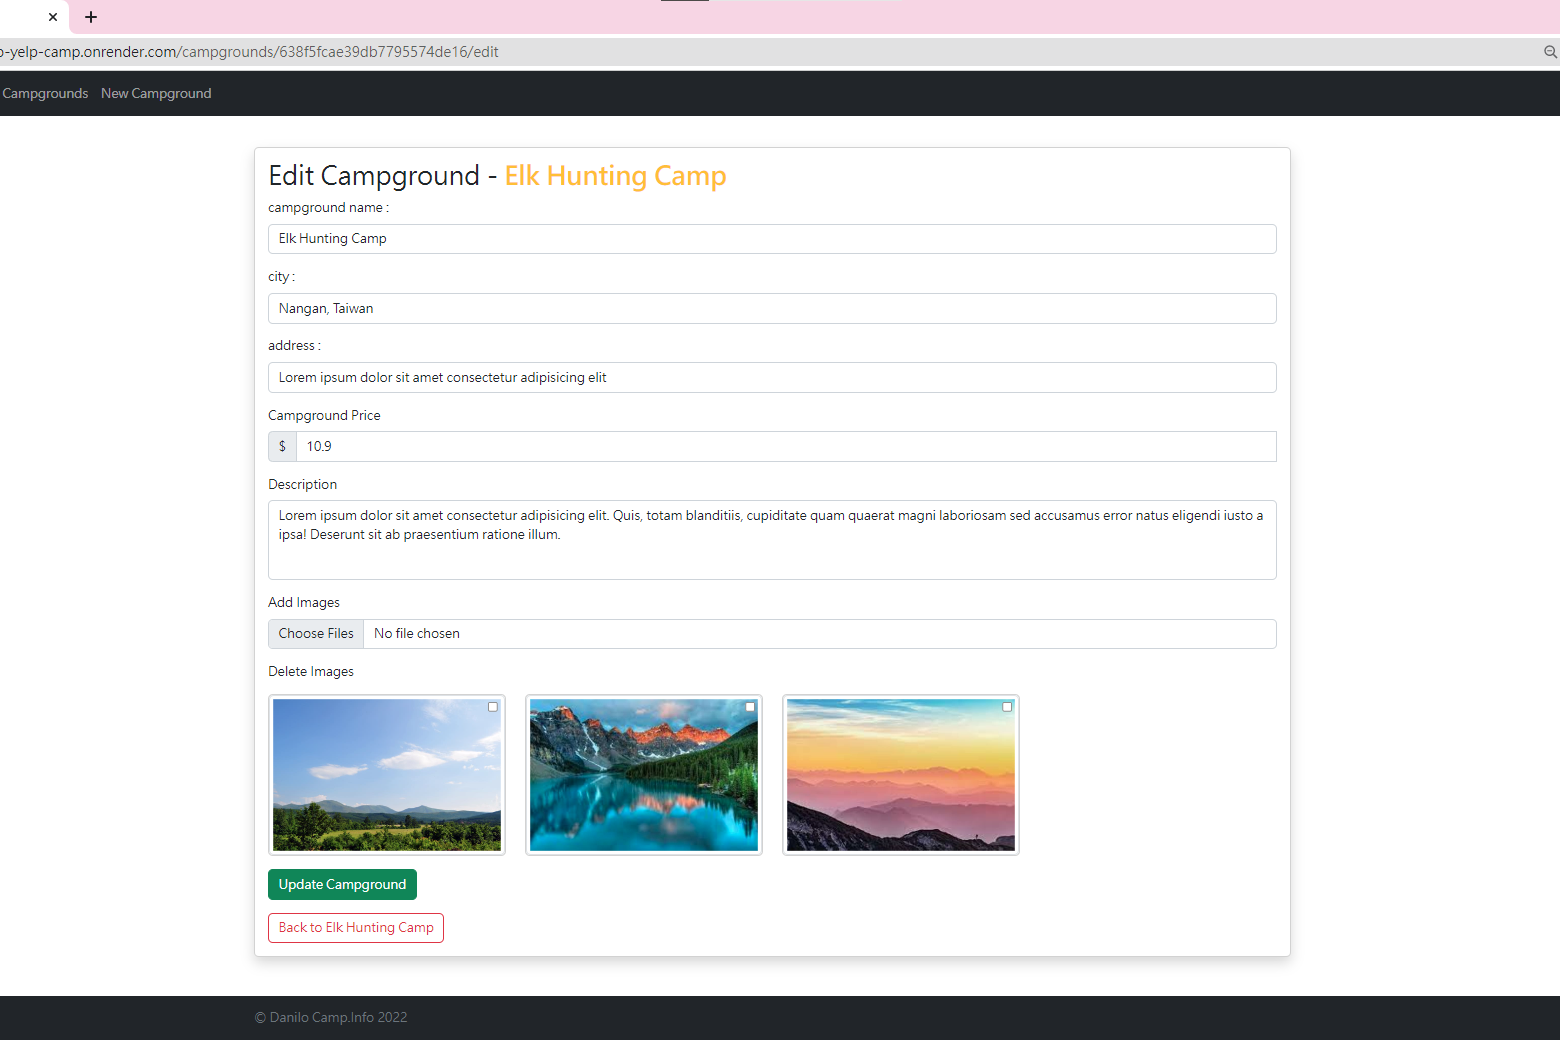 -yelp-camp.onrender.com/campgrounds/638f5fcae39db7795574de16/edit
Campgrounds New Campground
Edit Campground - Elk Hunting Camp
campground name :
Elk Hunting Camp
city :
Nangan, Taiwan
address :
Lorem ipsum dolor sit amet consectetur adipisicing elit
Campground Price
$ 10.9
Description
Lorem ipsum dolor sit amet consectetur adipisicing elit. Quis, totam blanditiis, cupiditate quam quaerat magni laboriosam sed accusamus error natus eligendi iusto a
ipsa! Deserunt sit ab praesentium ratione illum.
Add Images
Choose Files No file chosen
Delete Images
Update Campground
Back to Elk Hunting Camp
© Danilo Camp.Info 2022